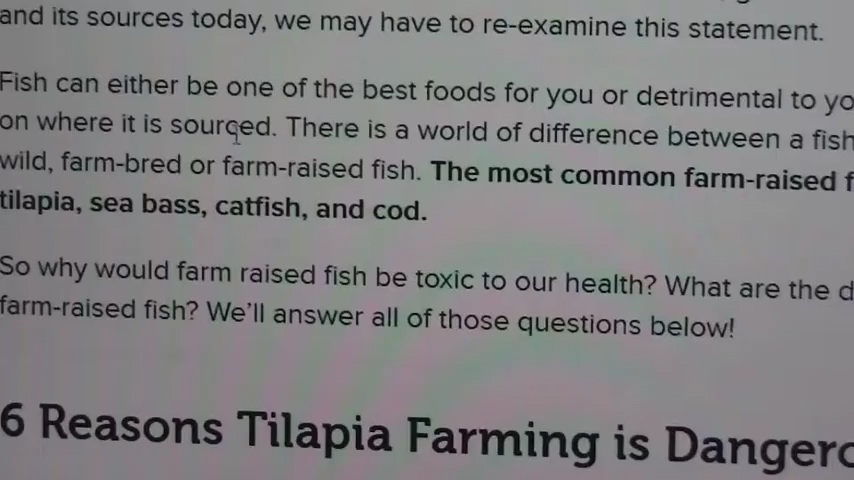 and its sources today, we may have to re-examine this statement.
Fish can either be one of the best foods for you or detrimental to
on where it is sourced. There is a world of difference between a fish
wild, farm-bred or farm-raised fish. The most common farm-raised
tilapia, sea bass, catfish, and cod.
So why would farm raised fish be toxic to our health? What are the
farm-raised fish? We'll answer all of those questions below!
6 Reasons Tilapia Farming is